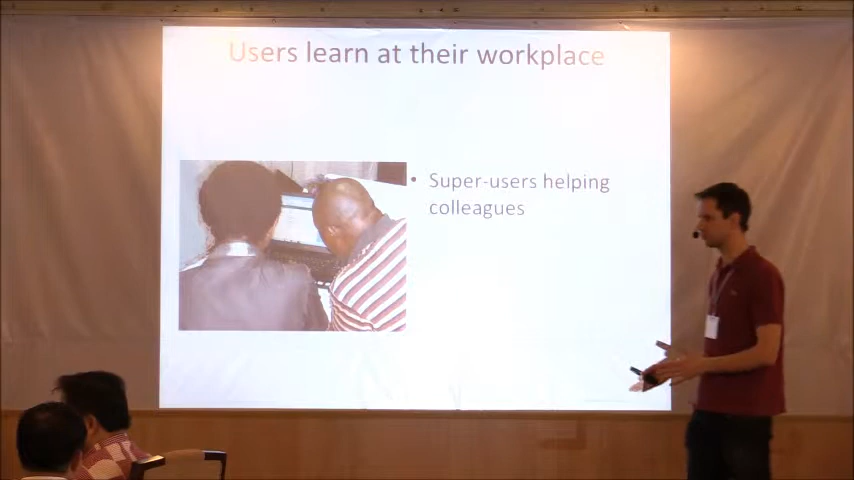 Users learn at their workplace
• Super-users helping
colleagues